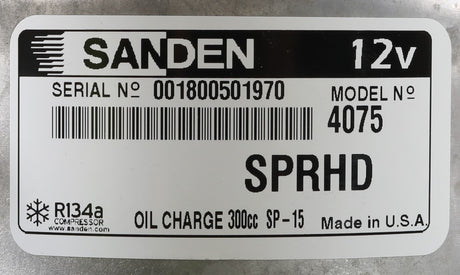 SANDEN 12v
SERIAL Nº 001800501970 MODEL Nº
4075
SPRHD
R134a
COMPRESSOR
www.sanden.com
OIL CHARGE 300cc SP-15 Made in U.S.A.